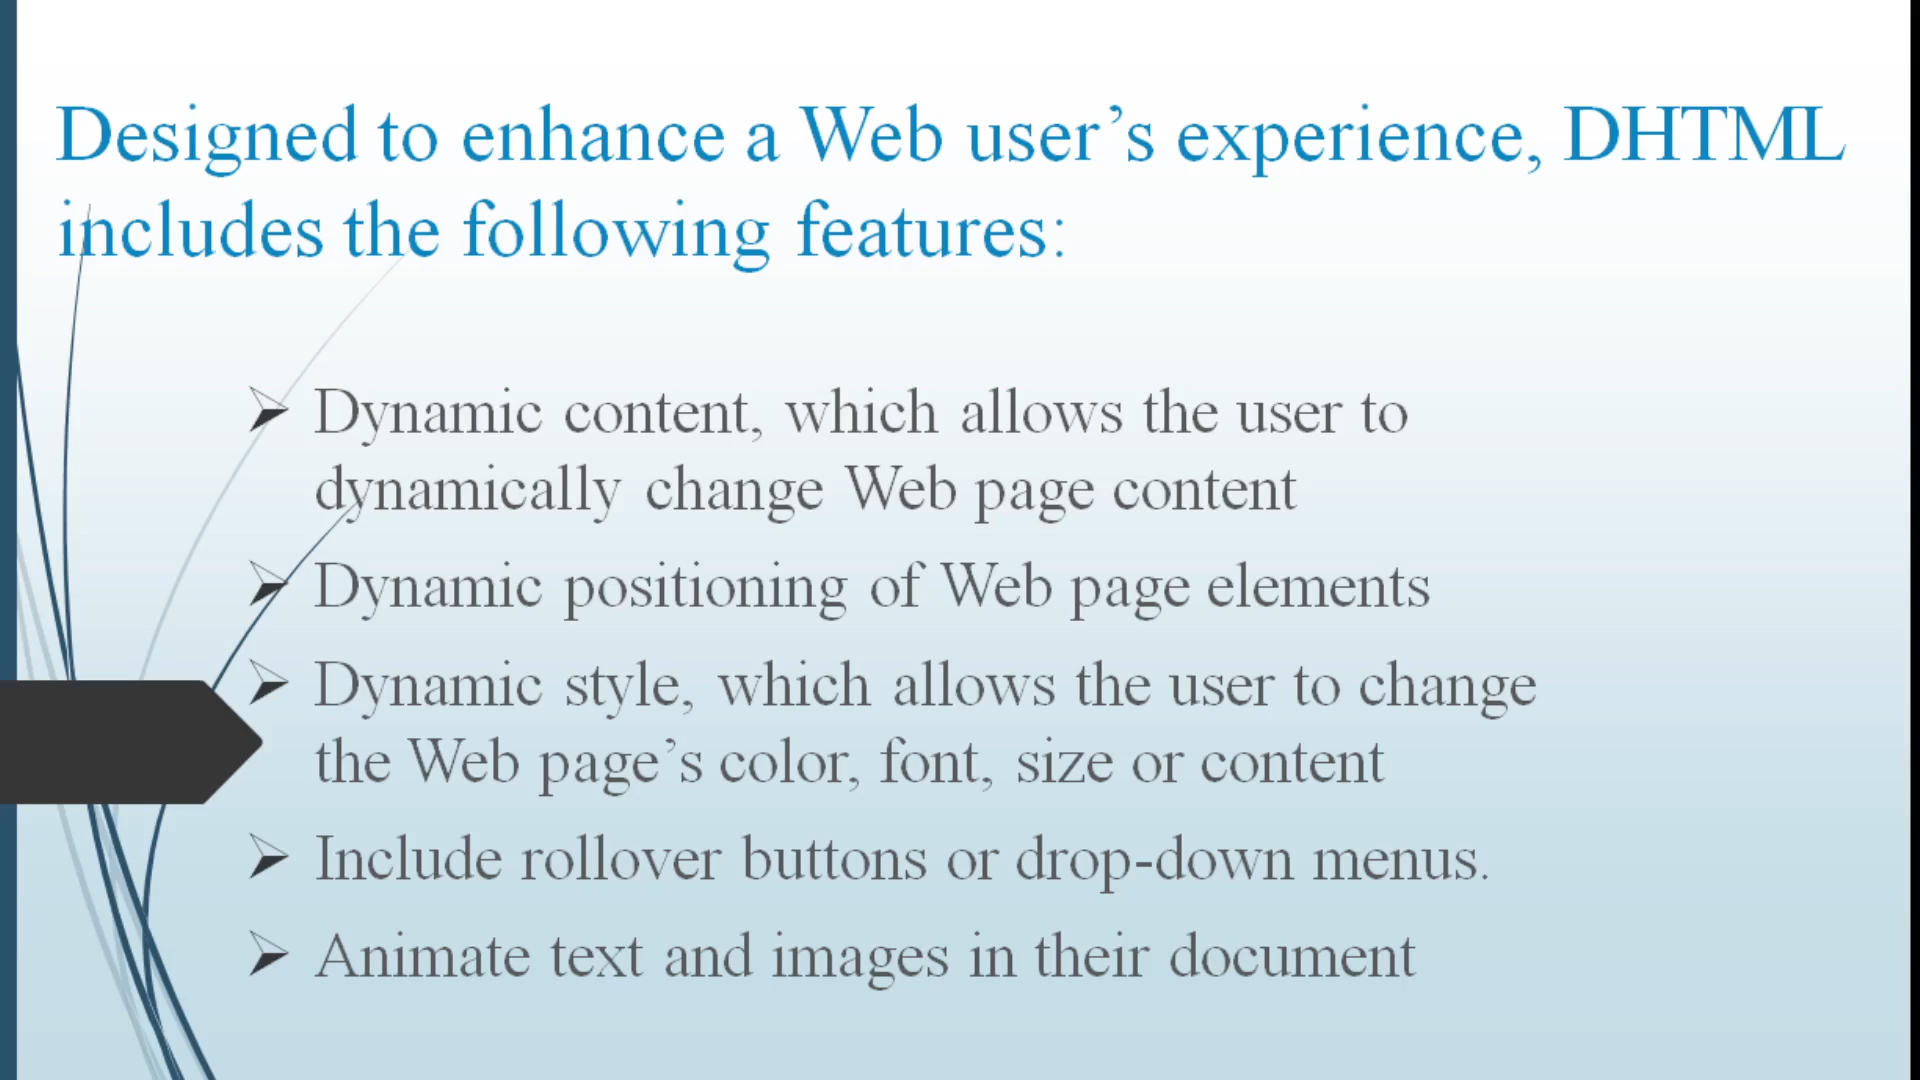 Designed to enhance a Web user’s experience, DHTML
includes the following features:
Dynamic content, which allows the user to
dynamically change Web page content
Dynamic positioning of Web page elements
Dynamic style, which allows the user to change
the Web page’s color, font, size or content
Include rollover buttons or drop-down menus.
Animate text and images in their document